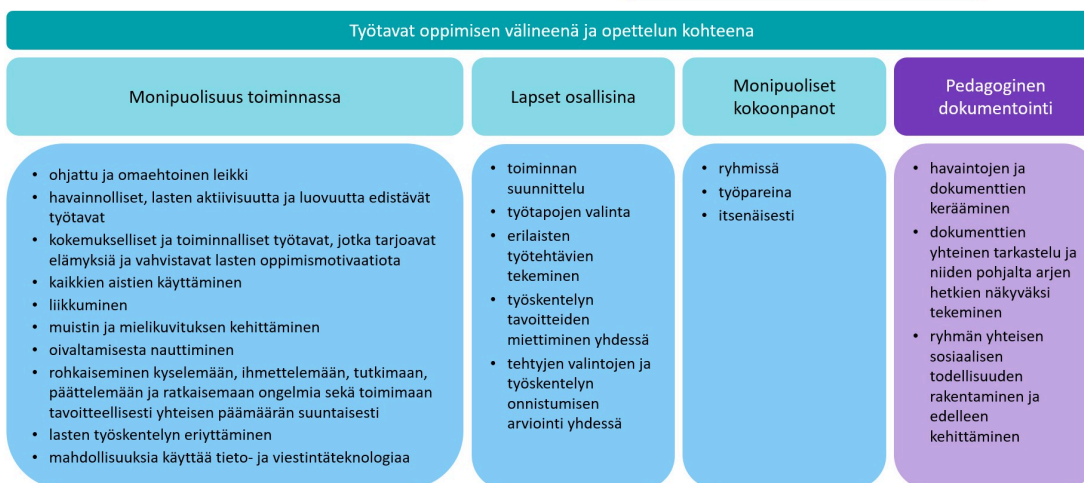 Työtavat oppimisen välineenä ja opettelun kohteena
Monipuolisuus toiminnassa
• ohjattu ja omaehtoinen leikki
• havainnolliset, lasten aktiivisuutta ja luovuutta edistävät
työtavat
• kokemukselliset ja toiminnalliset työtavat, jotka tarjoavat
elämyksiä ja vahvistavat lasten oppimismotivaatiota
• kaikkien aistien käyttäminen
• liikkuminen
• muistin ja mielikuvituksen kehittäminen
• oivaltamisesta nauttiminen
• rohkaiseminen kyselemään, ihmettelemään, tutkimaan,
päättelemään ja ratkaisemaan ongelmia sekä toimimaan
tavoitteellisesti yhteisen päämäärän suuntaisesti
• lasten työskentelyn eriyttäminen
• mahdollisuuksia käyttää tieto- ja viestintäteknologiaa
Lapset osallisina
• toiminnan
suunnittelu
• työtapojen valinta
• erilaisten
työtehtävien
tekeminen
• työskentelyn
tavoitteiden
miettiminen yhdessä
• tehtyjen valintojen ja
työskentelyn
onnistumisen
arviointi yhdessä
Monipuoliset
kokoonpanot
• ryhmissä
• työpareina
• itsenäisesti
Pedagoginen
dokumentointi
• havaintojen ja
dokumenttien
kerääminen
• dokumenttien
yhteinen tarkastelu ja
niiden pohjalta arjen
hetkien näkyväksi
tekeminen
• ryhmän yhteisen
sosiaalisen
todellisuuden
rakentaminen ja
edelleen
kehittäminen